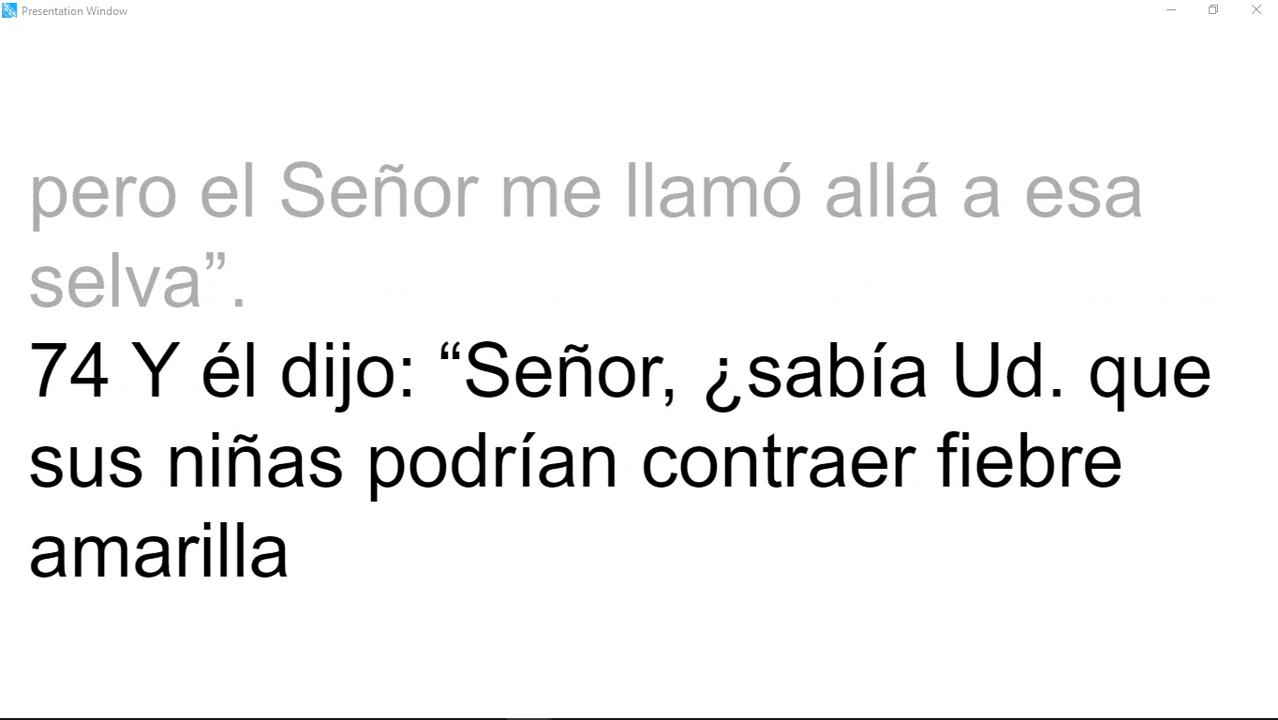 Presentation Window
pero el Señor me llamó allá a esa
selva”.
74 Y él dijo: “Señor, ¿sabía Ud. que
sus niñas podrían contraer fiebre
amarilla